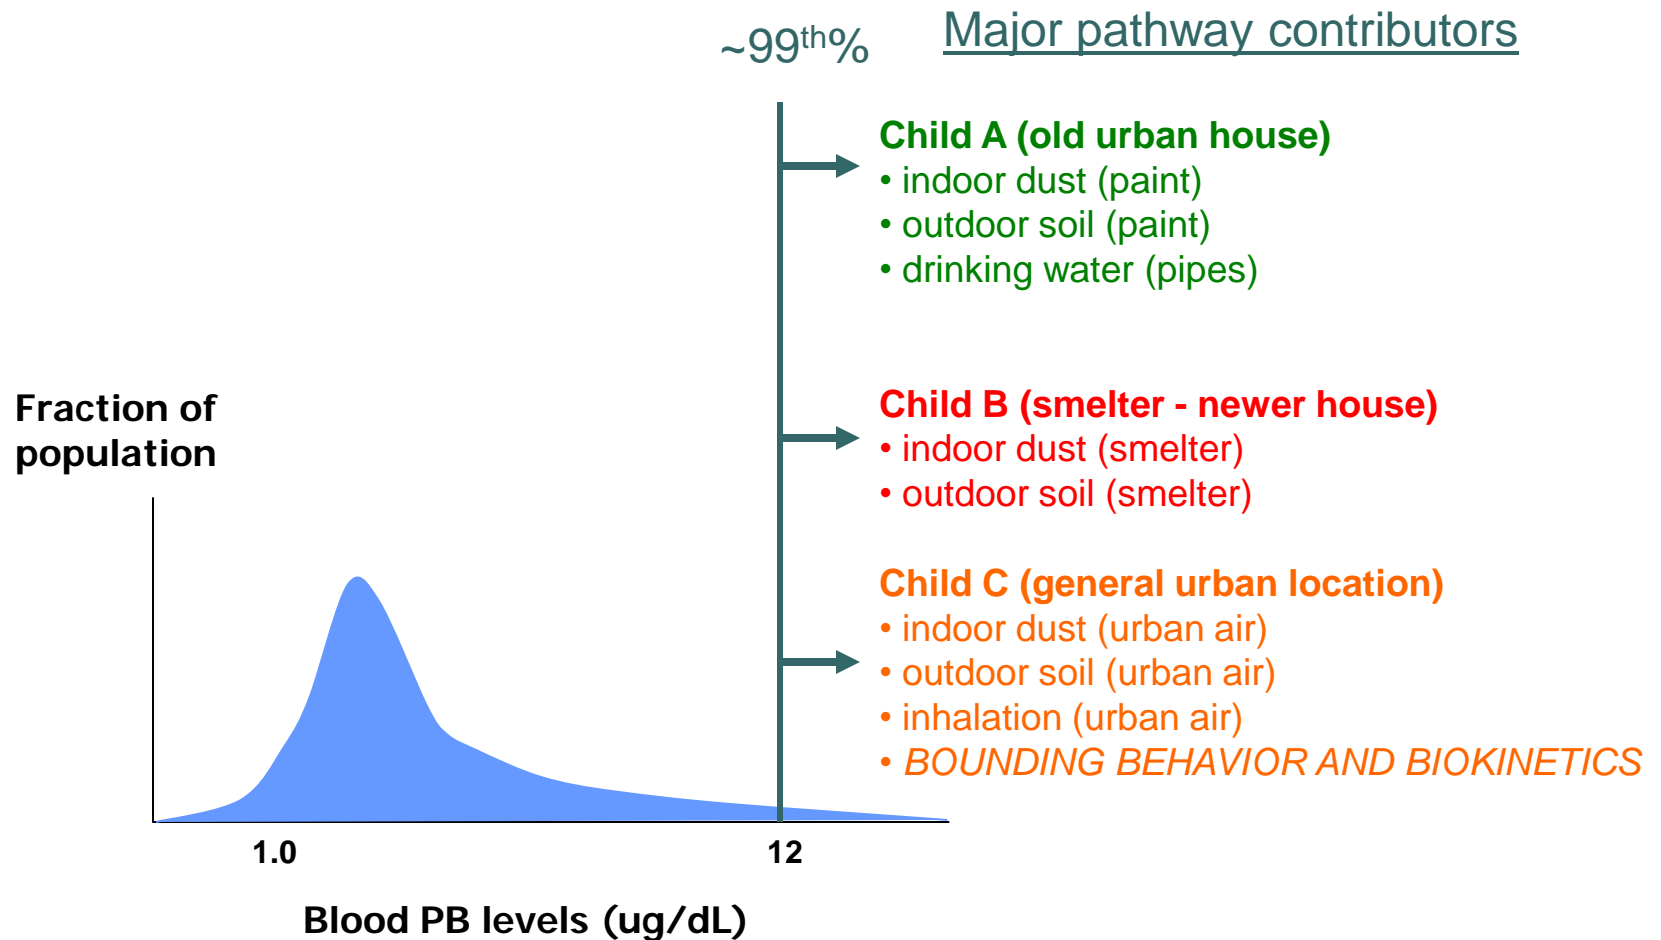 ~99th%
Major pathway contributors
Child A (old urban house)
• indoor dust (paint)
• outdoor soil (paint)
• drinking water (pipes)
Child B (smelter - newer house)
• indoor dust (smelter)
• outdoor soil (smelter)
Child C (general urban location)
• indoor dust (urban air)
• outdoor soil (urban air)
• inhalation (urban air)
• BOUNDING BEHAVIOR AND BIOKINETICS
Fraction of
population
1.0
12
Blood PB levels (ug/dL)